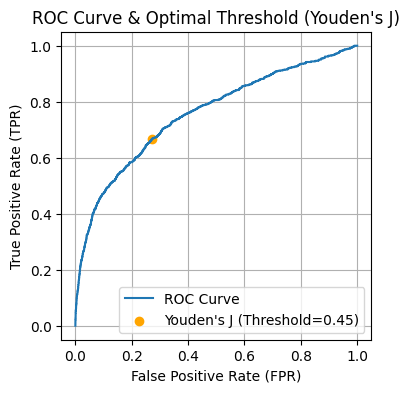 ROC Curve & Optimal Threshold (Youden's J)
True Positive Rate (TPR)
1.0
0.8
0.6
0.4
0.2
0.0
ROC Curve
Youden's J (Threshold=0.45)
0.0 0.2 0.4 0.6 0.8 1.0
False Positive Rate (FPR)